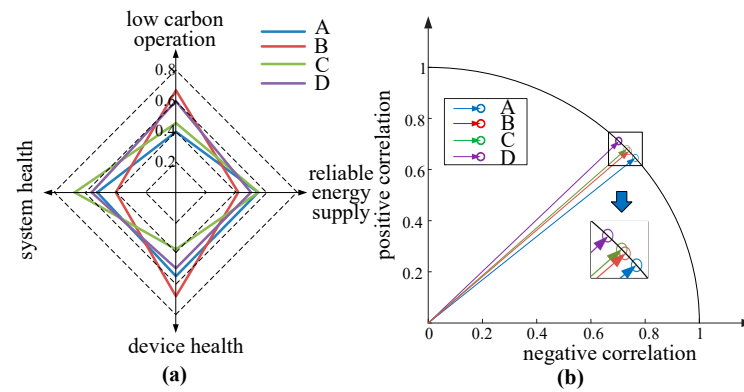 (a)
low carbon
operation
A
B
C
D
0.8
0.6
0.4
0.2
system health
reliable
energy
supply
device health
(b)
positive correlation
1
0.8
0.6
0.4
0.2
A
B
C
D
0
0.2
0.4
0.6
0.8
1
negative correlation
(a)
(b)